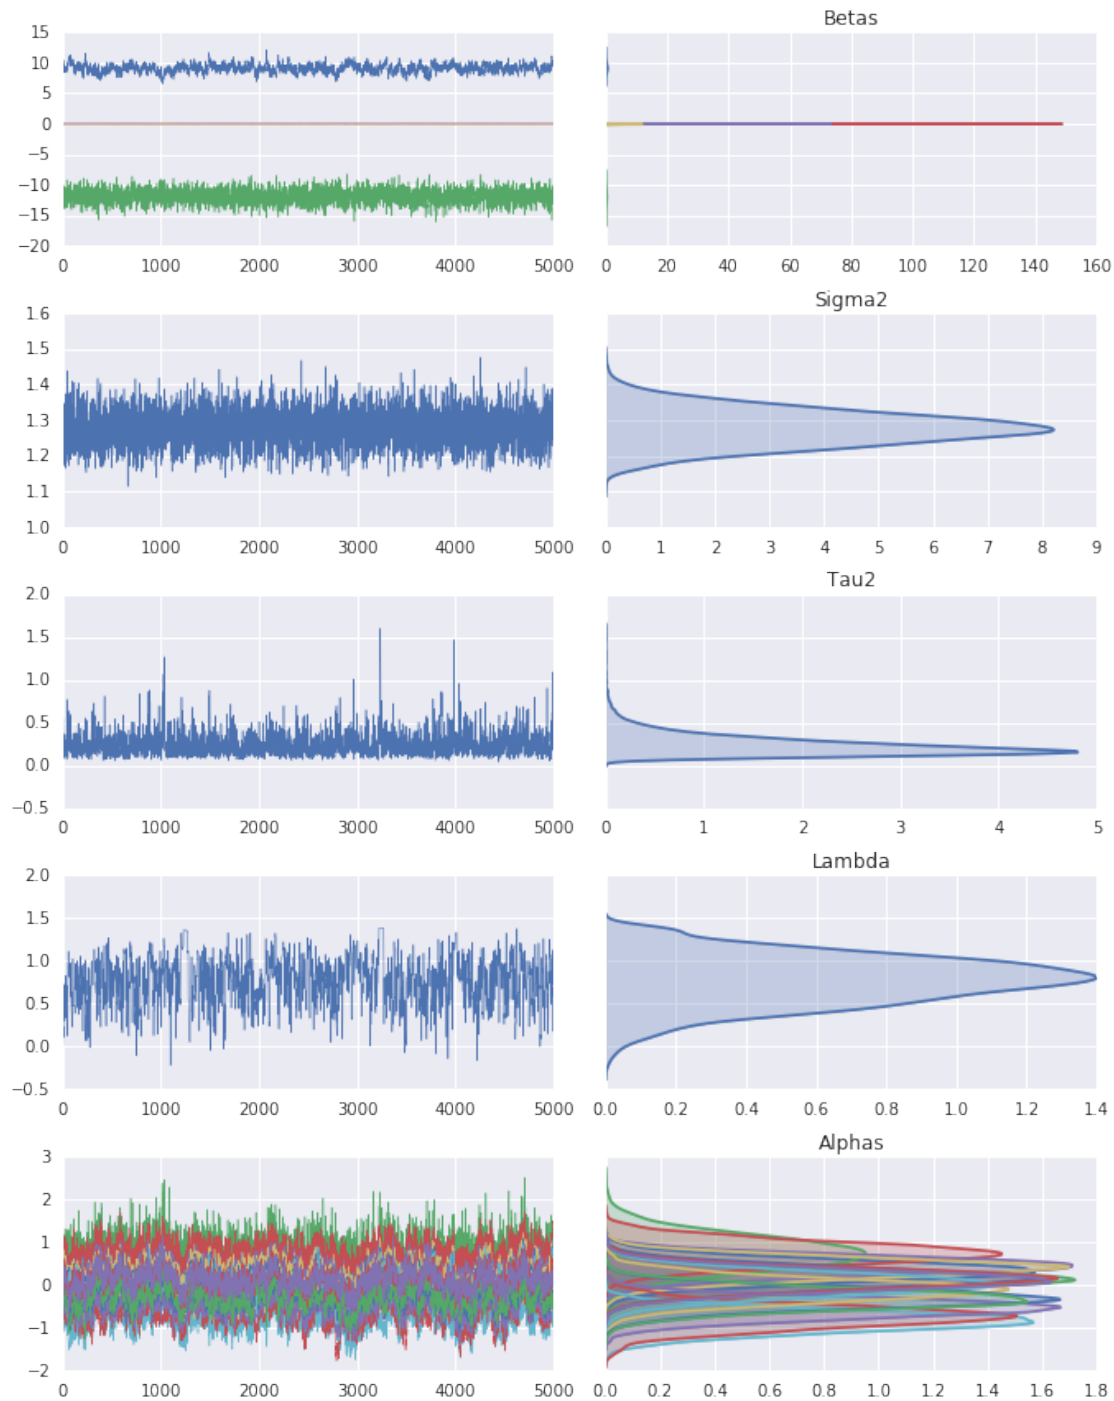 Betas
15
10
5
0
−5
−10
−15
−20
0 1000 2000 3000 4000 5000
0 20 40 60 80 100 120 140 160
Sigma2
1.6
1.5
1.4
1.3
1.2
1.1
1.0
0 1000 2000 3000 4000 5000
0 1 2 3 4 5 6 7 8 9
Tau2
2.0
1.5
1.0
0.5
0.0
−0.5
0 1000 2000 3000 4000 5000
0 1 2 3 4 5
Lambda
2.0
1.5
1.0
0.5
0.0
−0.5
0 1000 2000 3000 4000 5000
0.0 0.2 0.4 0.6 0.8 1.0 1.2 1.4
Alphas
3
2
1
0
−1
−2
0 1000 2000 3000 4000 5000
0.0 0.2 0.4 0.6 0.8 1.0 1.2 1.4 1.6 1.8